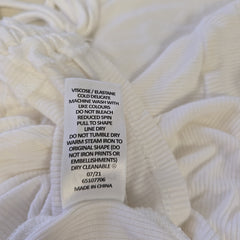 VISCOSE/ ELASTANE
COLD DELICATE
MACHINE WASH WITH
LIKE COLOURS
DO NOT BLEACH
REDUCED SPIN
PULL TO SHAPE
LINE DRY
DO NOT TUMBLE DRY
WARM STEAM IRON TO
ORIGINAL SHAPE (DO
NOT IRON PRINTS OR
EMBELLISHMENTS)
DRY CLEANABLE
07/21
65107706
MADE IN CHINA